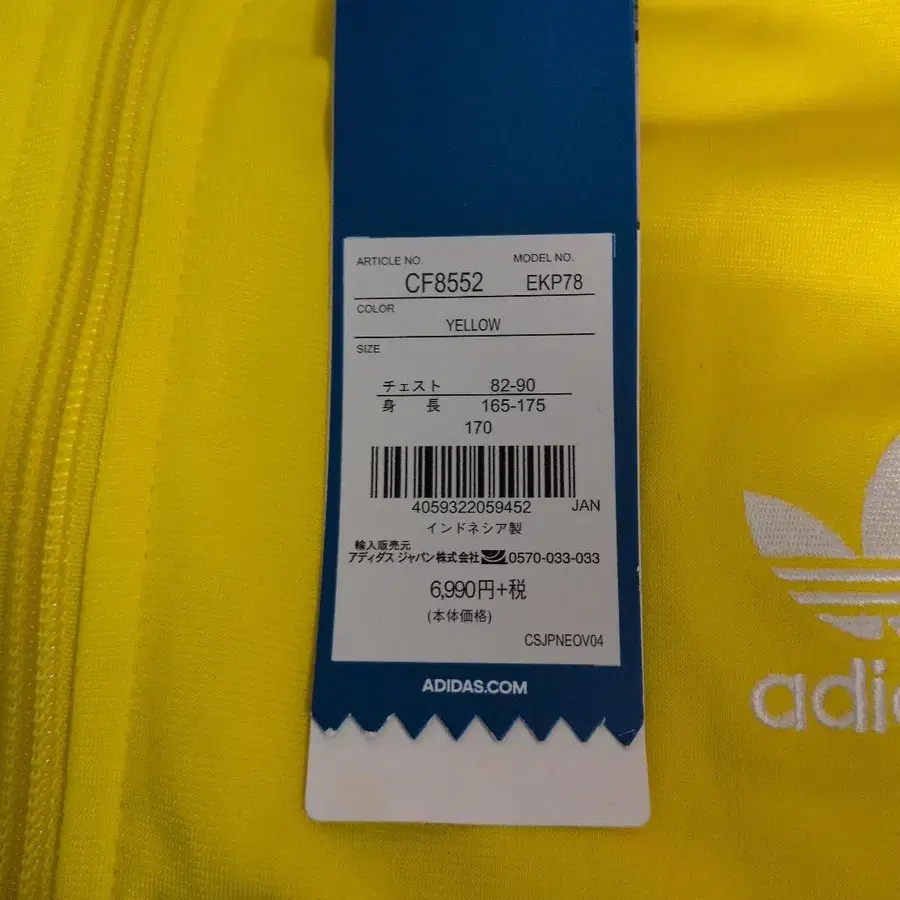 ARTICLE NO. MODEL NO.
CF8552 EKP78
COLOR
YELLOW
SIZE
チェスト 82-90
身 長 165-175
170
4059322059452 JAN
インドネシア製
輸入販売元
アディダス ジャパン株式会社 0570-033-033
6,990円+税
(本体価格)
CSJPNEOV04
ADIDAS.COM